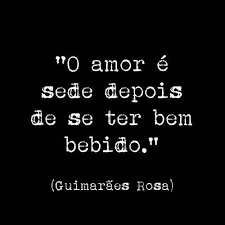 "O amor é
sede depois
de se ter bem
bebido."
(Guimarães Rosa)